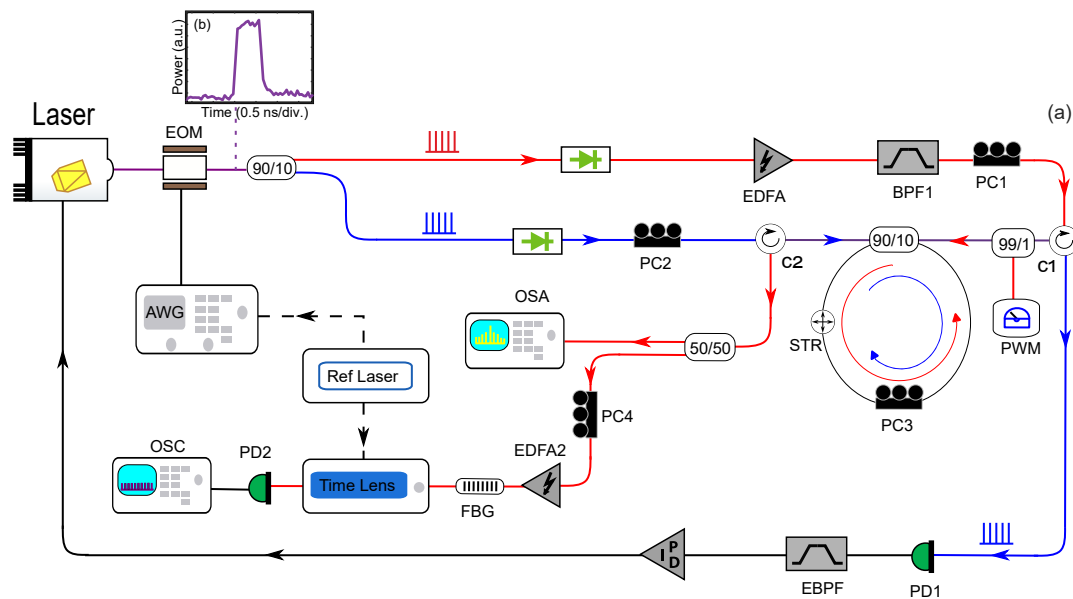 (b)
Power (a.u.)
Time (0.5 ns/div.)
(a)
Laser
EOM
90/10
EDFA
BPF1
PC1
PC2
C2
90/10
99/1
C1
AWG
OSA
STR
PWM
50/50
Ref Laser
PC3
PC4
OSC
PD2
EDFA2
Time Lens
FBG
P
I
D
EBPF
PD1